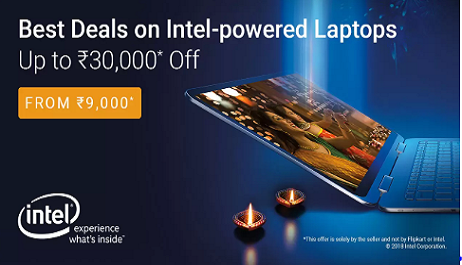 Best Deals on Intel-powered Laptops
Up to ₹30,000* Off
FROM ₹9,000*
intel
experience
what's inside™
*This offer is solely by the seller and not by Flipkart or Intel.
© 2018 Intel Corporation.